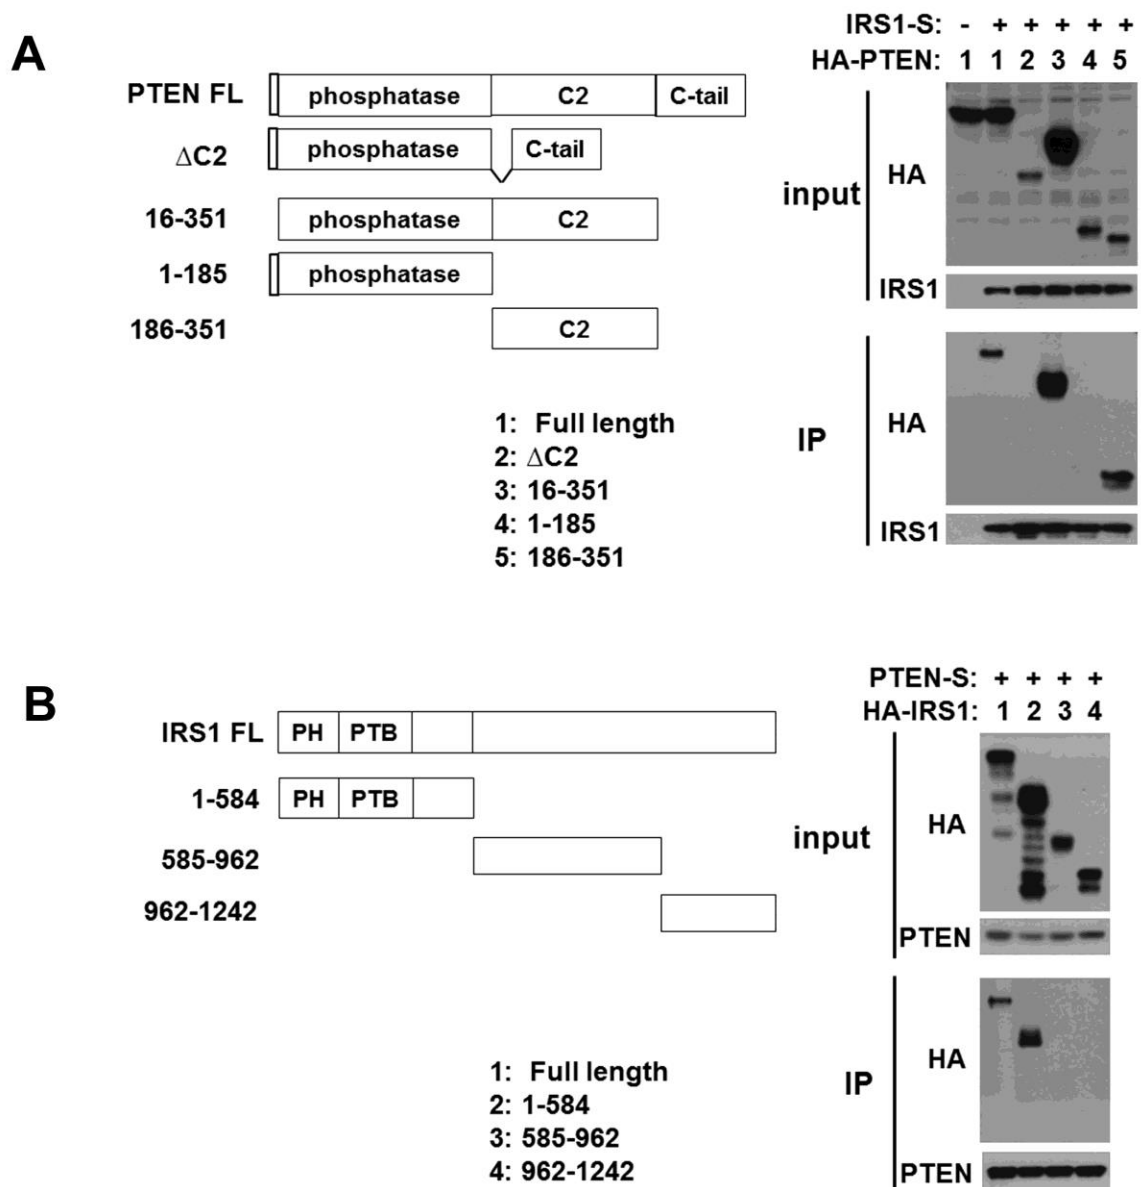 A
IRS1-S: - + + + + +
HA-PTEN: 1 1 2 3 4 5
PTEN FL phosphatase C2 C-tail
ΔC2 phosphatase C-tail
16-351 phosphatase C2
1-185 phosphatase
186-351 C2
1: Full length
2: ΔC2
3: 16-351
4: 1-185
5: 186-351
input HA
IRS1
IP HA
IRS1
B
PTEN-S: + + + +
HA-IRS1: 1 2 3 4
IRS1 FL PH PTB
1-584 PH PTB
585-962
962-1242
1: Full length
2: 1-584
3: 585-962
4: 962-1242
input HA
PTEN
IP HA
PTEN